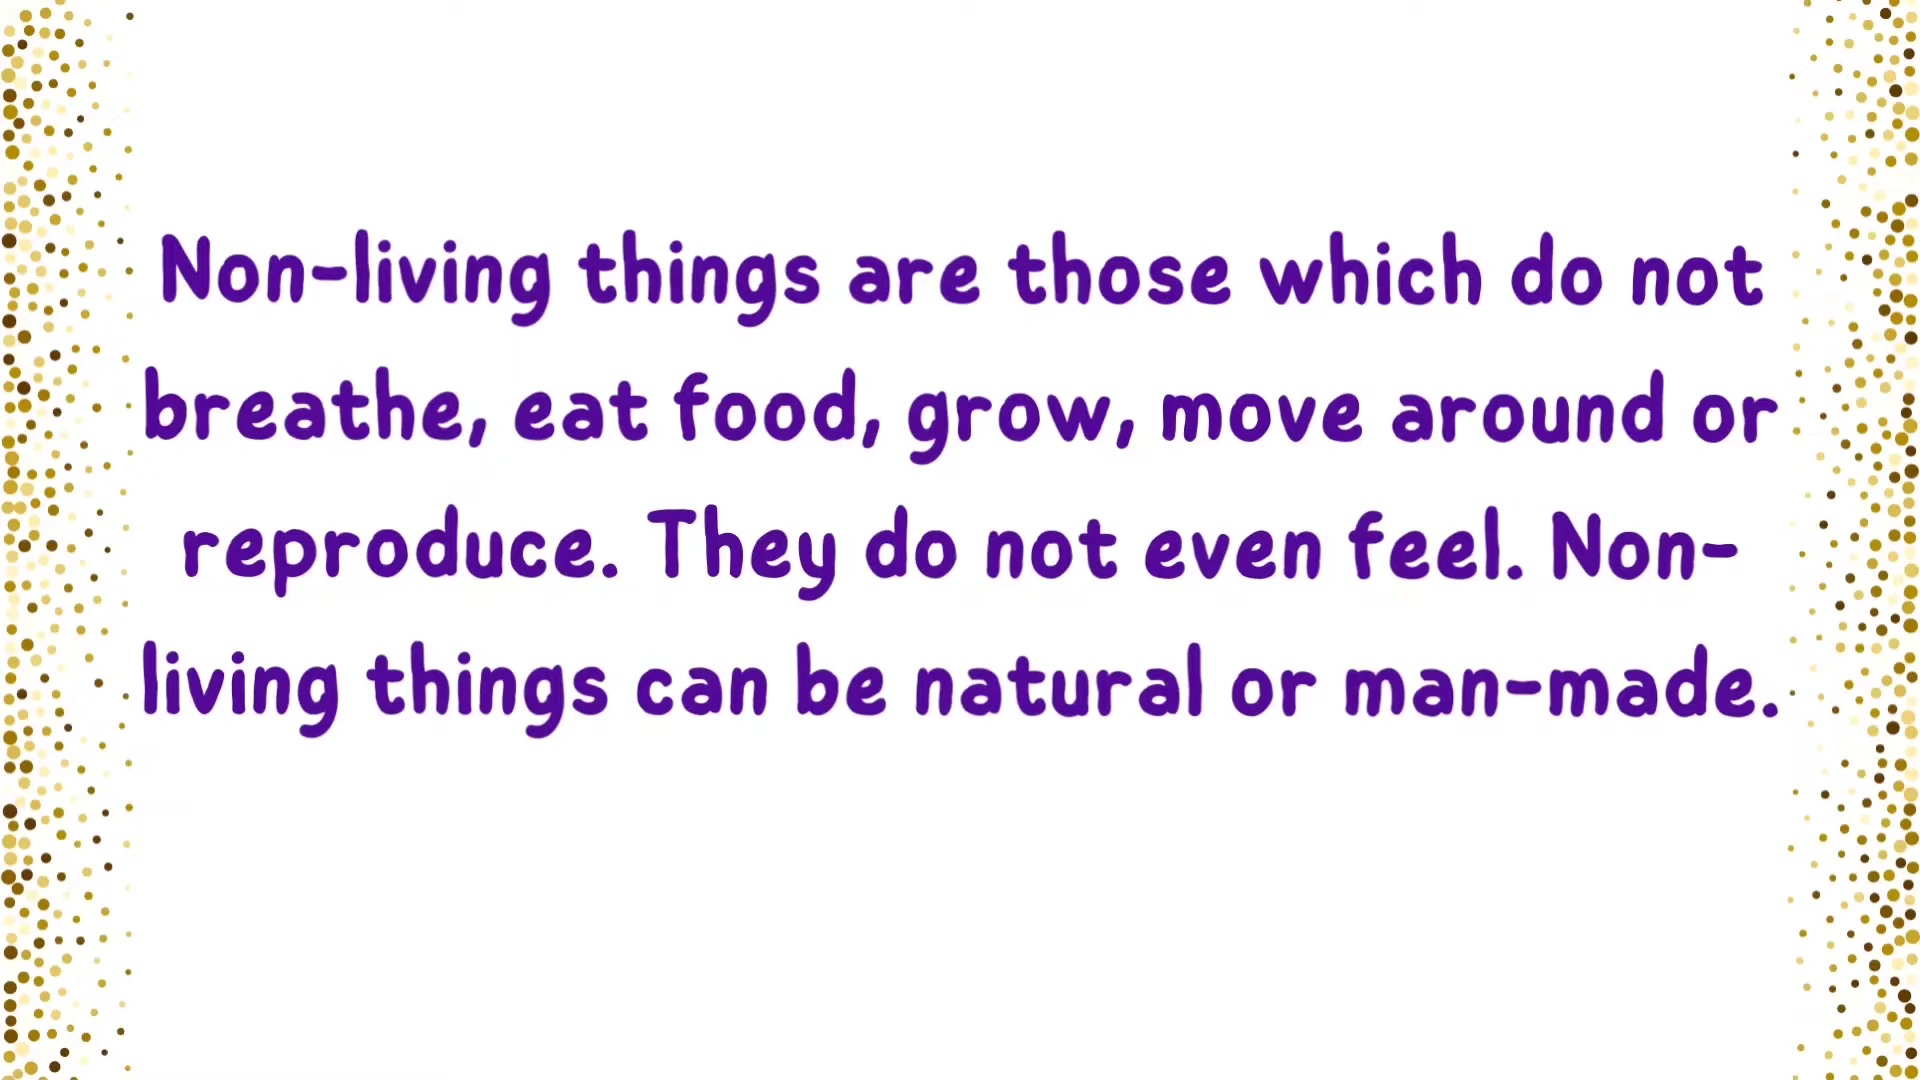 Non-living things are those which do not
breathe, eat food, grow, move around or
reproduce. They do not even feel. Non-
living things can be natural or man-made.